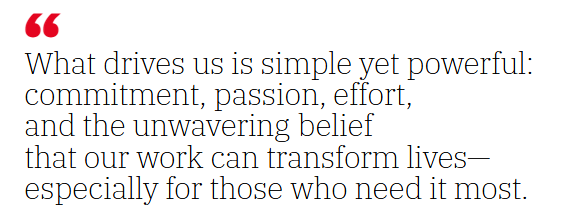 “
What drives us is simple yet powerful:
commitment, passion, effort,
and the unwavering belief
that our work can transform lives—
especially for those who need it most.